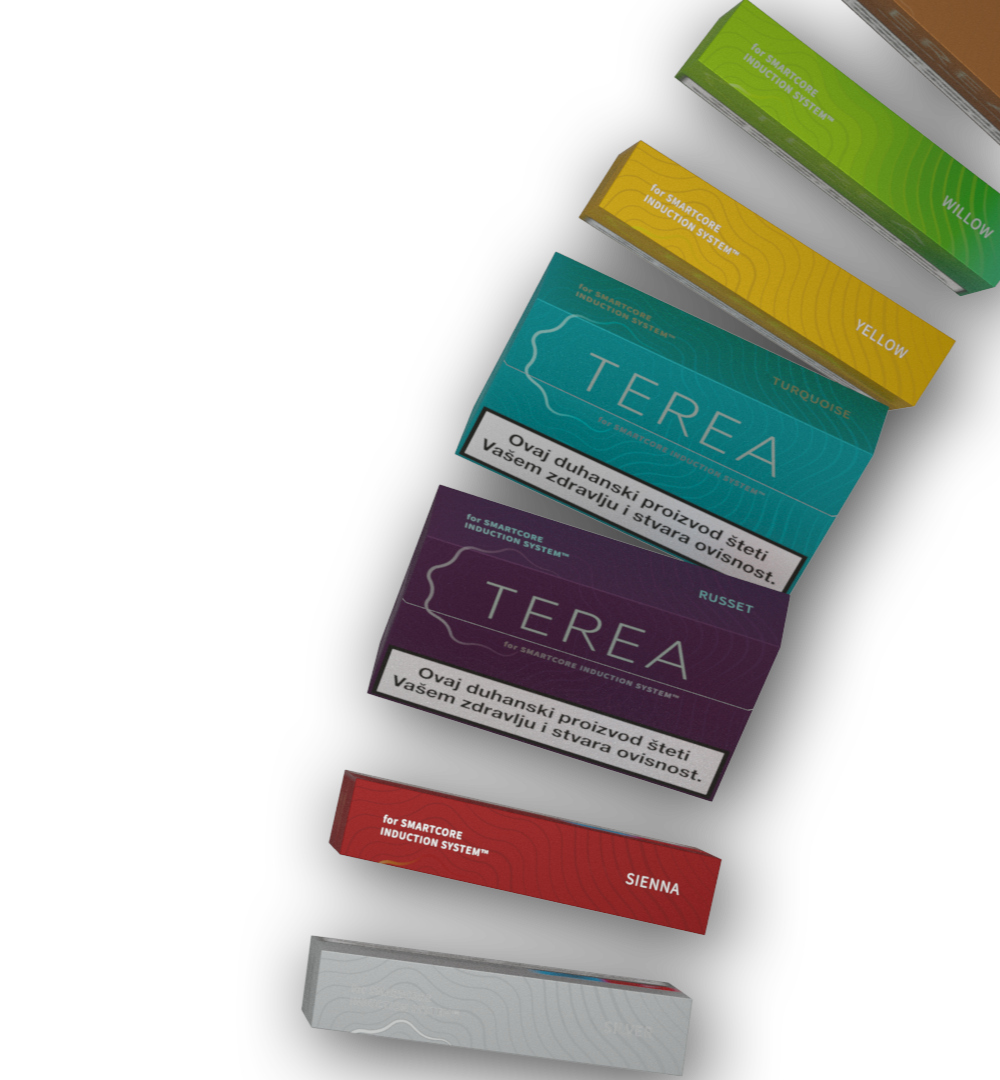 for SMARTCORE
INDUCTION SYSTEM™
WILLOW
for SMARTCORE
INDUCTION SYSTEM™
YELLOW
for SMARTCORE
INDUCTION SYSTEM™
TURQUOISE
TEREA
for SMARTCORE INDUCTION SYSTEM™
Ovaj duhanski proizvod šteti
Vašem zdravlju i stvara ovisnost.
for SMARTCORE
INDUCTION SYSTEM™
RUSSET
TEREA
for SMARTCORE INDUCTION SYSTEM™
Ovaj duhanski proizvod šteti
Vašem zdravlju i stvara ovisnost.
for SMARTCORE
INDUCTION SYSTEM™
SIENNA